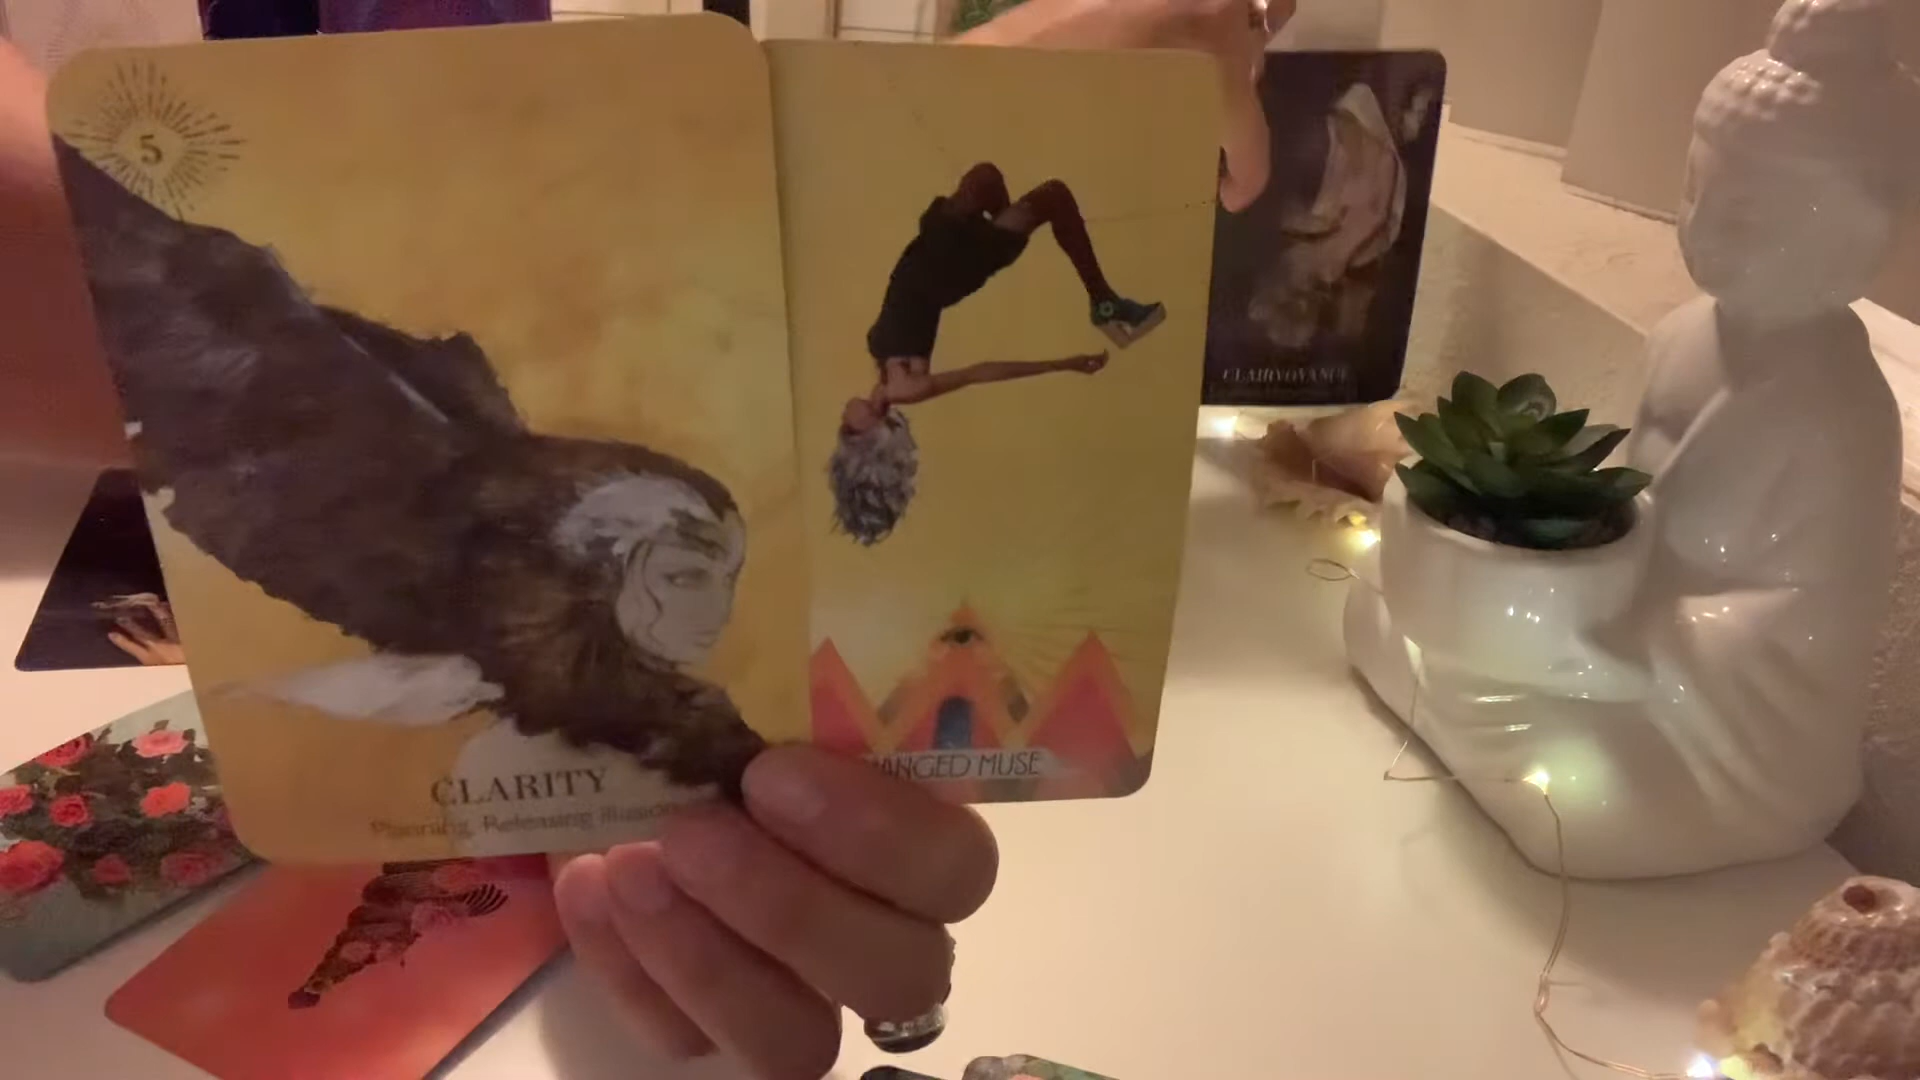 5
CLARITY
Planning, Releasing illusions
HANGED MUSE
CLAIRVOYANCE